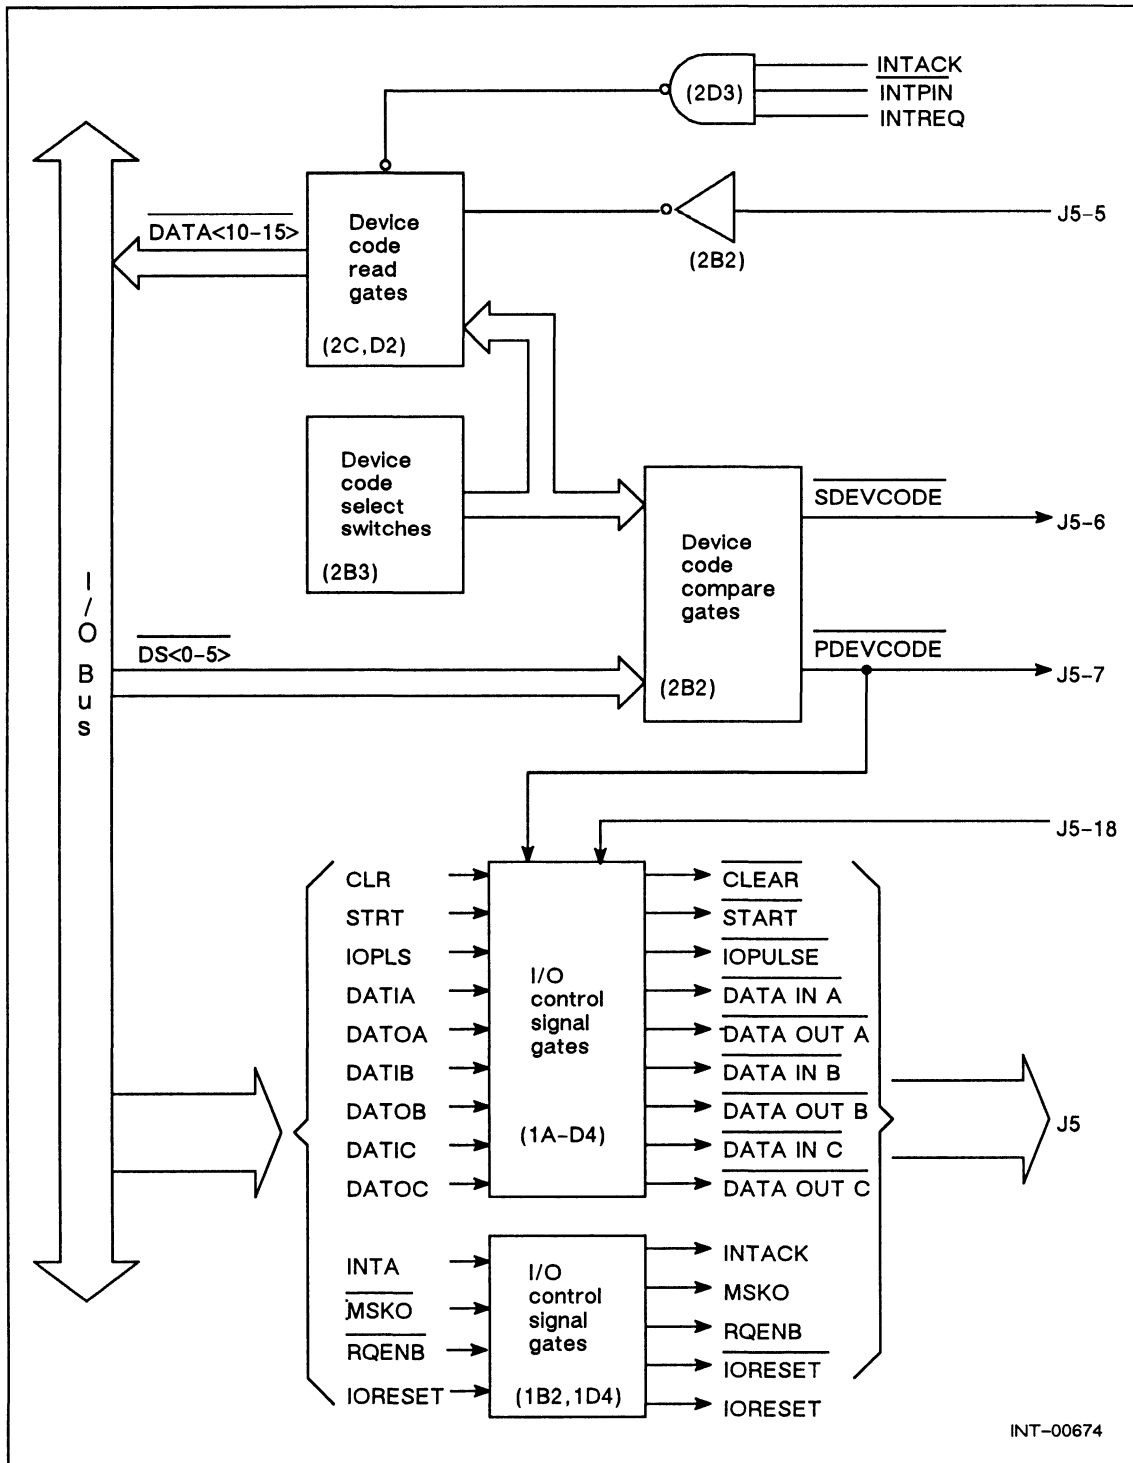 INTACK
(2D3)
INTPIN
INTREQ
DATA<10-15>
Device
code
read
gates
(2C,D2)
(2B2)
J5-5
Device
code
select
switches
(2B3)
SDEVCODE
J5-6
Device
code
compare
gates
(2B2)
I/O Bus
DS<0-5>
PDEVCODE
J5-7
J5-18
CLR
STRT
IOPLS
DATIA
DATOA
DATIB
DATOB
DATIC
DATOC
I/O
control
signal
gates
(1A-D4)
CLEAR
START
IOPULSE
DATA IN A
DATA OUT A
DATA IN B
DATA OUT B
DATA IN C
DATA OUT C
J5
INTA
MSKO
RQENB
IORESET
I/O
control
signal
gates
(1B2,1D4)
INTACK
MSKO
RQENB
IORESET
IORESET
INT-00674